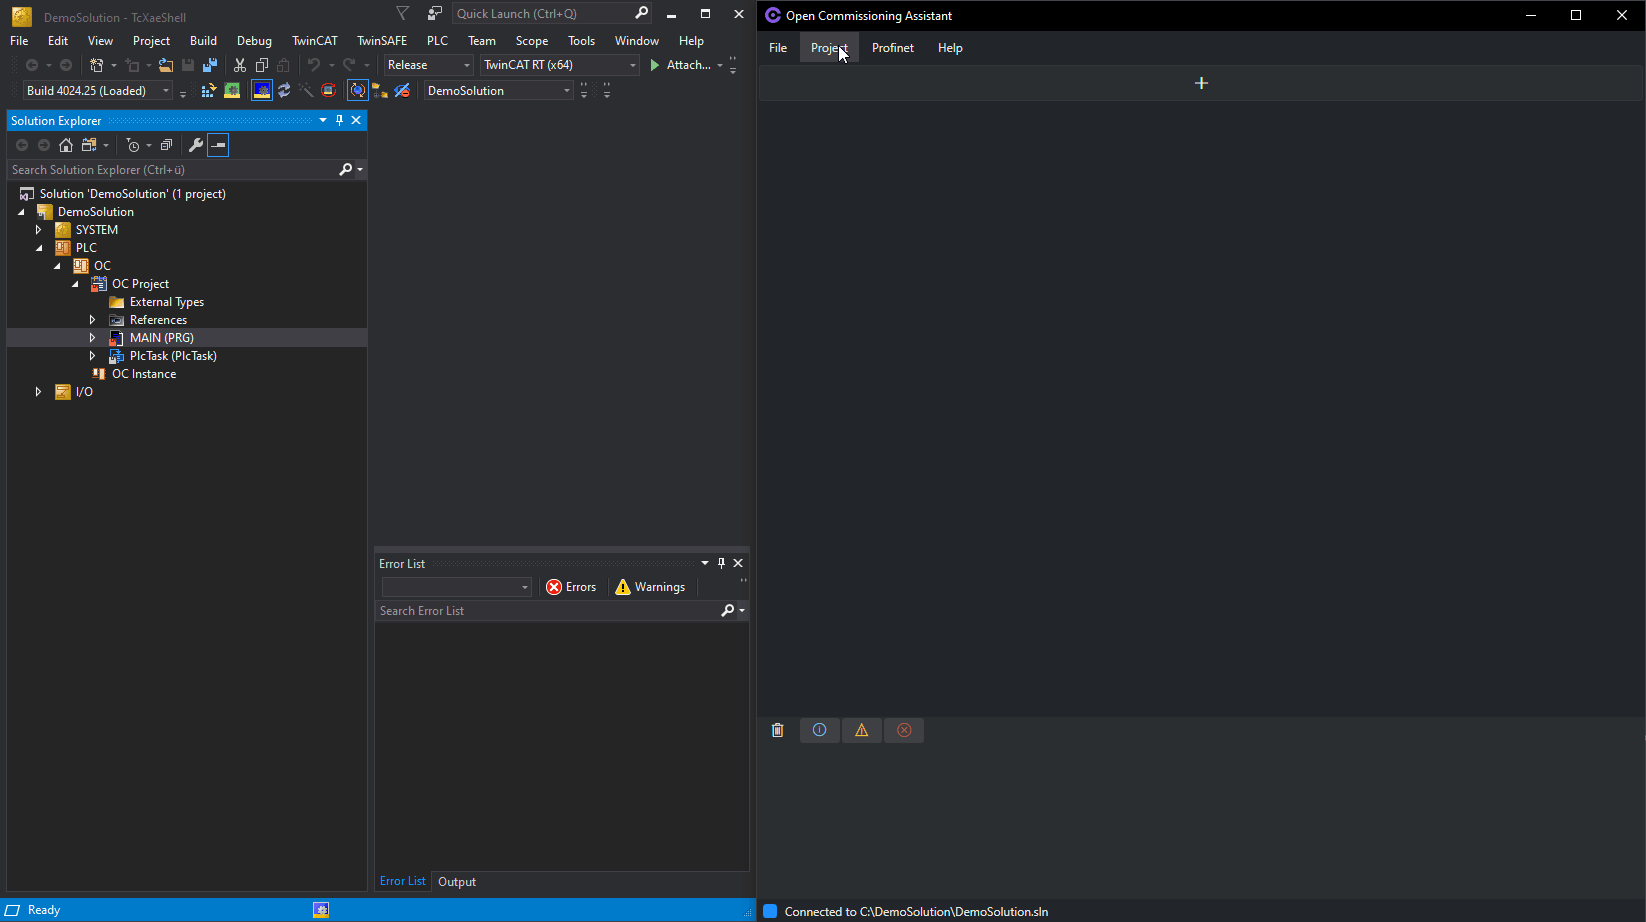 DemoSolution - TcXaeShell
Quick Launch (Ctrl+Q)
File Edit View Project Build Debug TwinCAT TwinSAFE PLC Team Scope Tools Window Help
Release TwinCAT RT (x64) Attach...
Build 4024.25 (Loaded) DemoSolution
Solution Explorer
Search Solution Explorer (Ctrl+ü)
Solution 'DemoSolution' (1 project)
DemoSolution
SYSTEM
PLC
OC
OC Project
External Types
References
MAIN (PRG)
PlcTask (PlcTask)
OC Instance
I/O
Error List
Errors Warnings
Search Error List
Error List Output
Ready
Open Commissioning Assistant
File Project Profinet Help
+
Connected to C:\DemoSolution\DemoSolution.sln